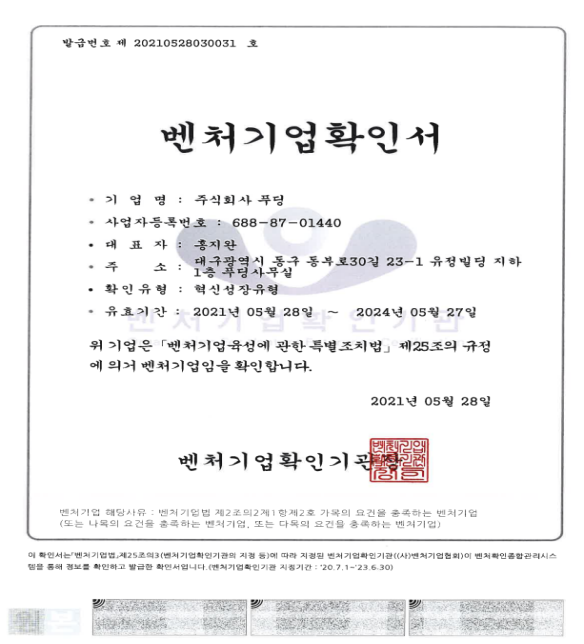 발급번호 제 20210528030031 호
벤처기업확인서
• 기 업 명 : 주식회사 푸딩
• 사업자등록번호 : 688-87-01440
• 대 표 자 : 홍지완
• 주 소 : 대구광역시 동구 동부로30길 23-1 유정빌딩 지하
1층 푸딩사무실
• 확인유형 : 혁신성장유형
• 유효기간 : 2021년 05월 28일 ~ 2024년 05월 27일
벤처기업확인기관
위 기업은「벤처기업육성에 관한 특별조치법」제25조의 규정
에 의거 벤처기업임을 확인합니다.
2021년 05월 28일
벤처기업확인기관장
벤처기업 해당사유 : 벤처기업법 제2조의2제1항제2호 가목의 요건을 충족하는 벤처기업
(또는 나목의 요건을 충족하는 벤처기업, 또는 다목의 요건을 충족하는 벤처기업)
이 확인서는「벤처기업법」제25조의3(벤처기업확인기관의 지정 등)에 따라 지정된 벤처기업확인기관((사)벤처기업협회)이 벤처확인종합관리시스
템을 통해 정보를 확인하고 발급한 확인서입니다.(벤처기업확인기관 지정기간 : '20.7.1~'23.6.30)